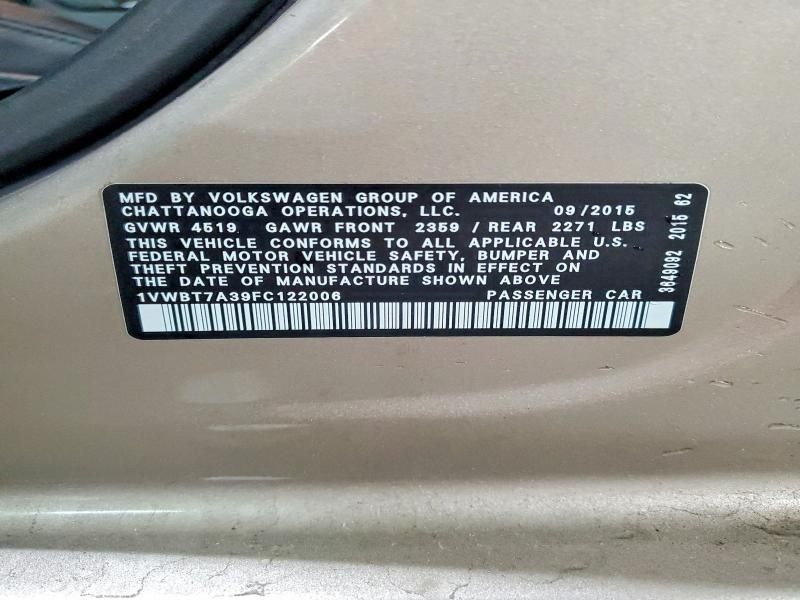 MFD BY VOLKSWAGEN GROUP OF AMERICA
CHATTANOOGA OPERATIONS, LLC. 09/2015
GVWR 4519 GAWR FRONT 2359 / REAR 2271 LBS
THIS VEHICLE CONFORMS TO ALL APPLICABLE U.S.
FEDERAL MOTOR VEHICLE SAFETY, BUMPER AND
THEFT PREVENTION STANDARDS IN EFFECT ON
THE DATE OF MANUFACTURE SHOWN ABOVE
1VWBT7A39FC122006 PASSENGER CAR
3649092 2015 62